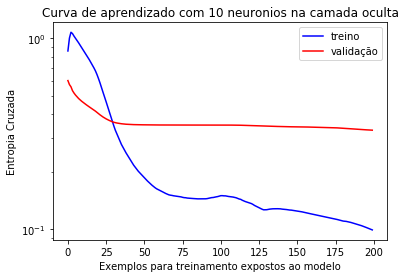 Curva de aprendizado com 10 neuronios na camada oculta
treino
validação
Entropia Cruzada
10⁰
10⁻¹
0 25 50 75 100 125 150 175 200
Exemplos para treinamento expostos ao modelo